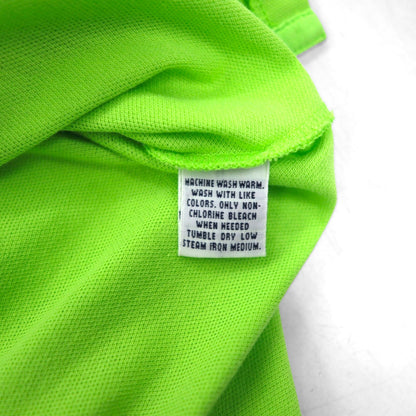 MACHINE WASH WARM.
WASH WITH LIKE
COLORS. ONLY NON-
CHLORINE BLEACH
WHEN NEEDED
TUMBLE DRY LOW
STEAM IRON MEDIUM.